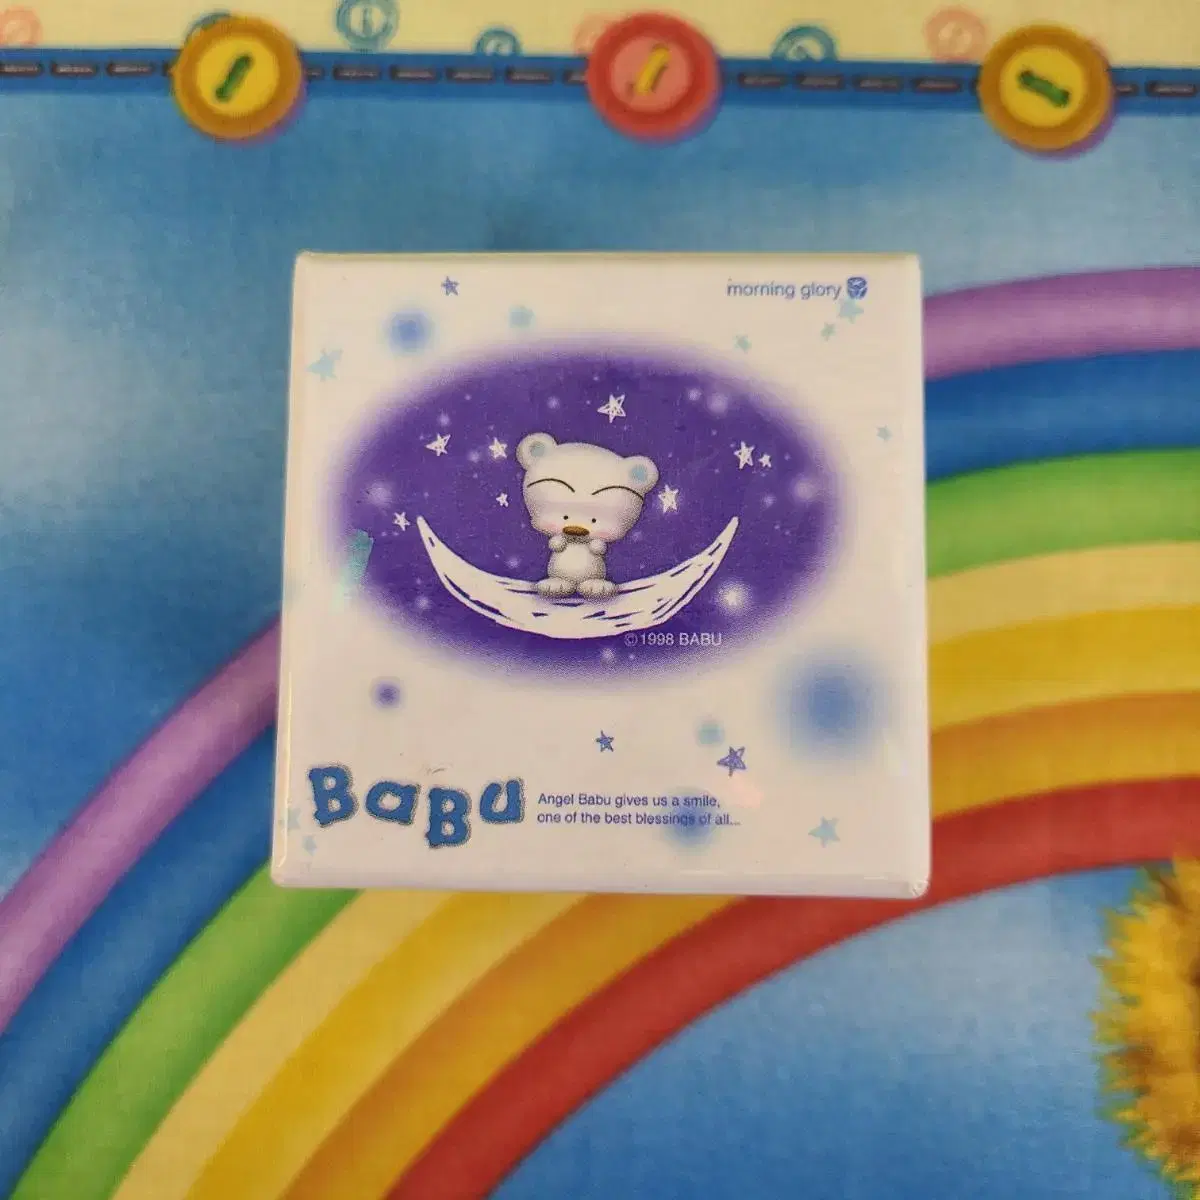 morning glory
©1998 BABU
BaBU
Angel Babu gives us a smile,
one of the best blessings of all...